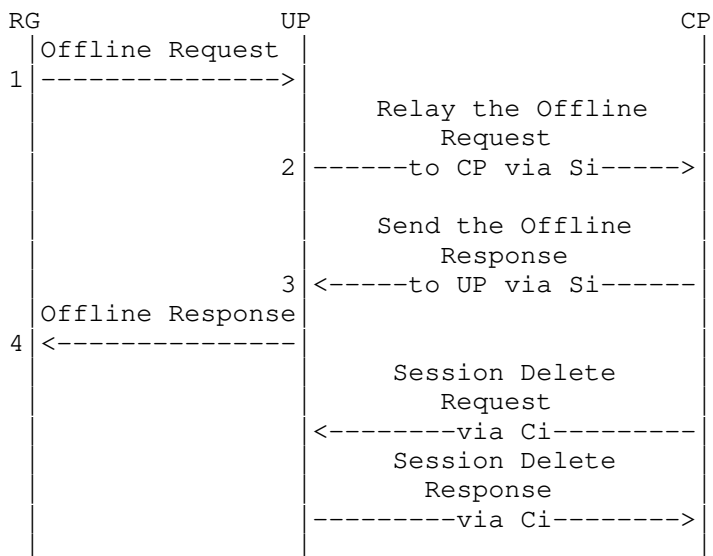 RG UP CP
Offline Request
1 --------------->
Relay the Offline
Request
2 ------to CP via Si----->
Send the Offline
Response
3 <-----to UP via Si------
Offline Response
4 <---------------
Session Delete
Request
<--------via Ci---------
Session Delete
Response
---------via Ci-------->